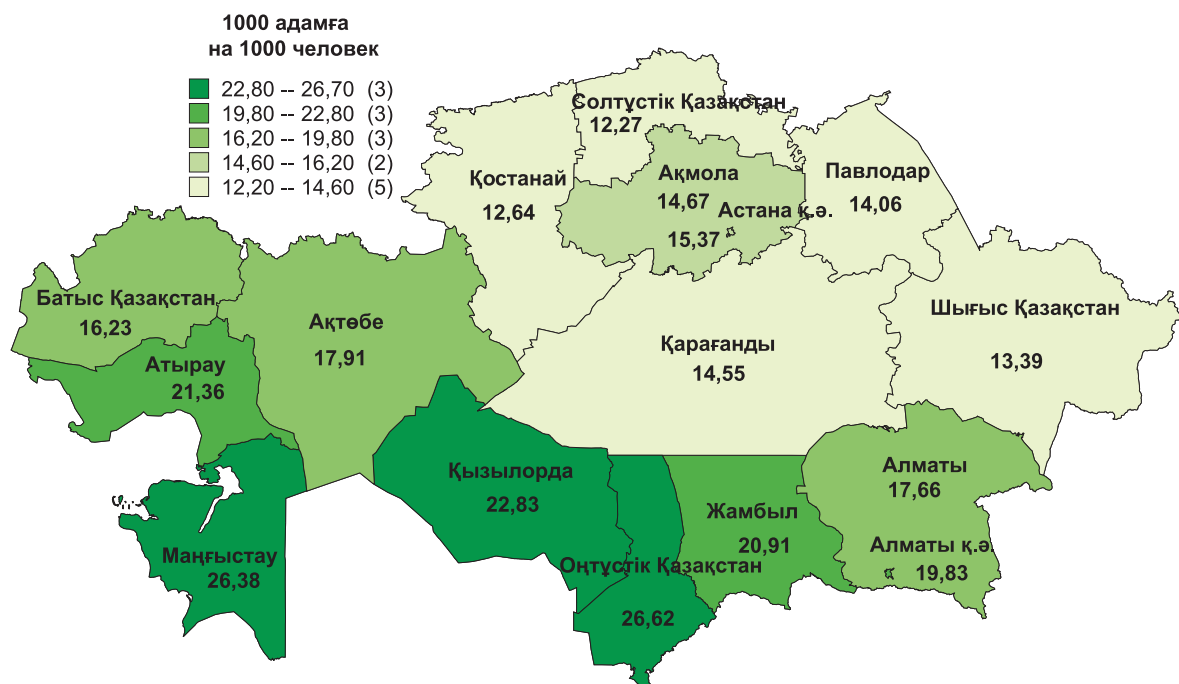 1000 адамға
на 1000 человек
22,80 -- 26,70 (3)
19,80 -- 22,80 (3)
16,20 -- 19,80 (3)
14,60 -- 16,20 (2)
12,20 -- 14,60 (5)
Солтүстік Қазақстан
12,27
Қостанай
12,64
Ақмола
14,67
Астана қ.ә.
15,37
Павлодар
14,06
Батыс Қазақстан
16,23
Ақтөбе
17,91
Атырау
21,36
Қарағанды
14,55
Шығыс Қазақстан
13,39
Маңғыстау
26,38
Қызылорда
22,83
Оңтүстік Қазақстан
26,62
Жамбыл
20,91
Алматы
17,66
Алматы қ.ә.
19,83